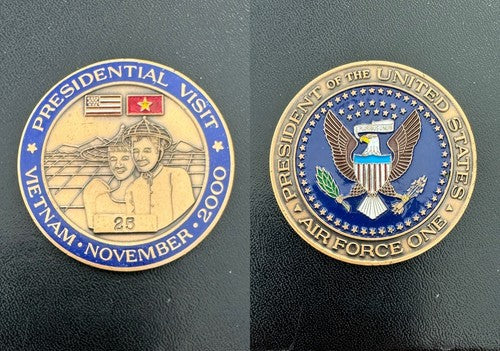 PRESIDENTIAL VISIT
VIETNAM · NOVEMBER · 2000
25
PRESIDENT OF THE UNITED STATES
AIR FORCE ONE